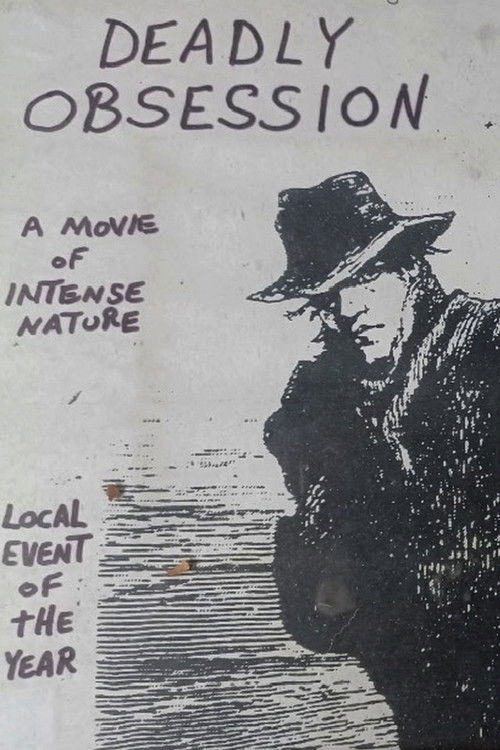 DEADLY
OBSESSION
A MOVIE
OF
INTENSE
NATURE
LOCAL
EVENT
OF
THE
YEAR